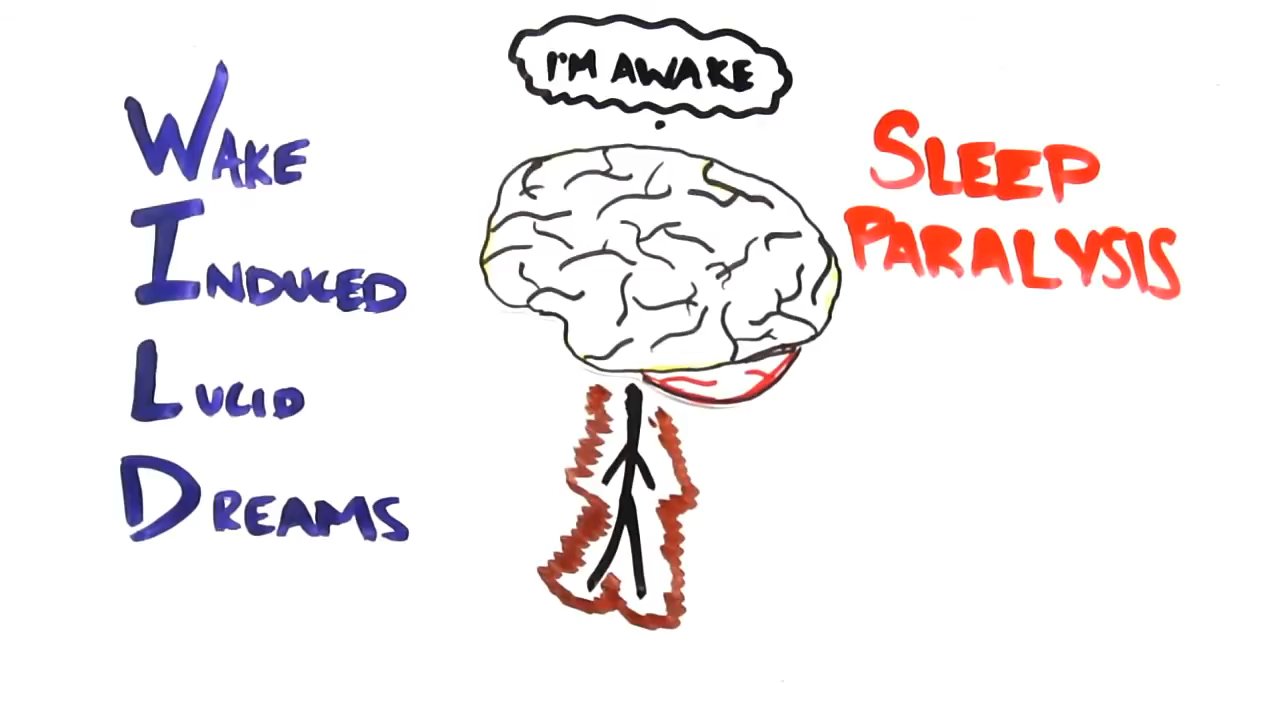 I'M AWAKE
WAKE
INDUCED
LUCID
DREAMS
SLEEP
PARALYSIS